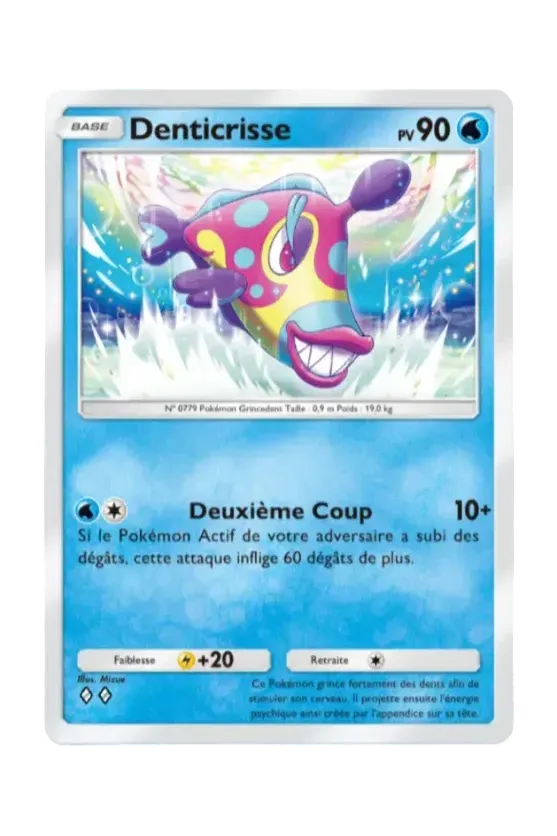 BASE Denticrisse PV 90
N° 0779 Pokémon Grincedent Taille : 0,9 m Poids : 19,0 kg
Deuxième Coup 10+
Si le Pokémon Actif de votre adversaire a subi des
dégâts, cette attaque inflige 60 dégâts de plus.
Faiblesse +20 Retraite
Illus. Mizue
Ce Pokémon grince fortement des dents afin de
stimuler son cerveau. Il projette ensuite l'énergie
psychique ainsi créée par l'appendice sur sa tête.